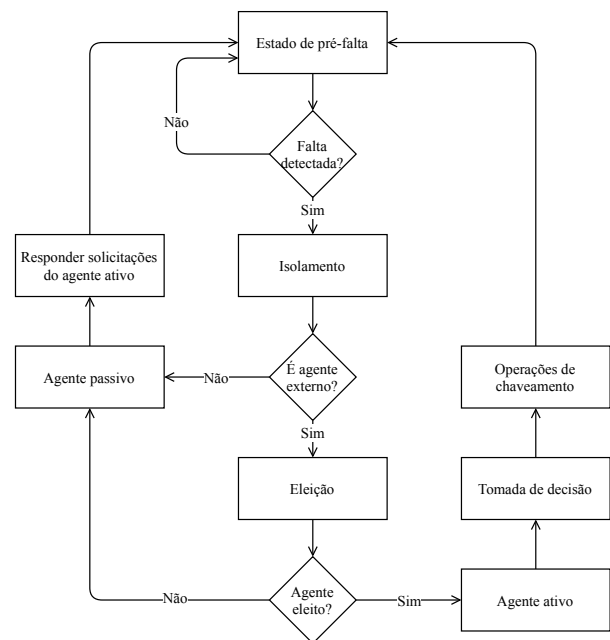 Estado de pré-falta
Não
Falta
detectada?
Sim
Responder solicitações
do agente ativo
Isolamento
Agente passivo
Não
É agente
externo?
Operações de
chaveamento
Sim
Eleição
Tomada de decisão
Não
Agente
eleito?
Sim
Agente ativo